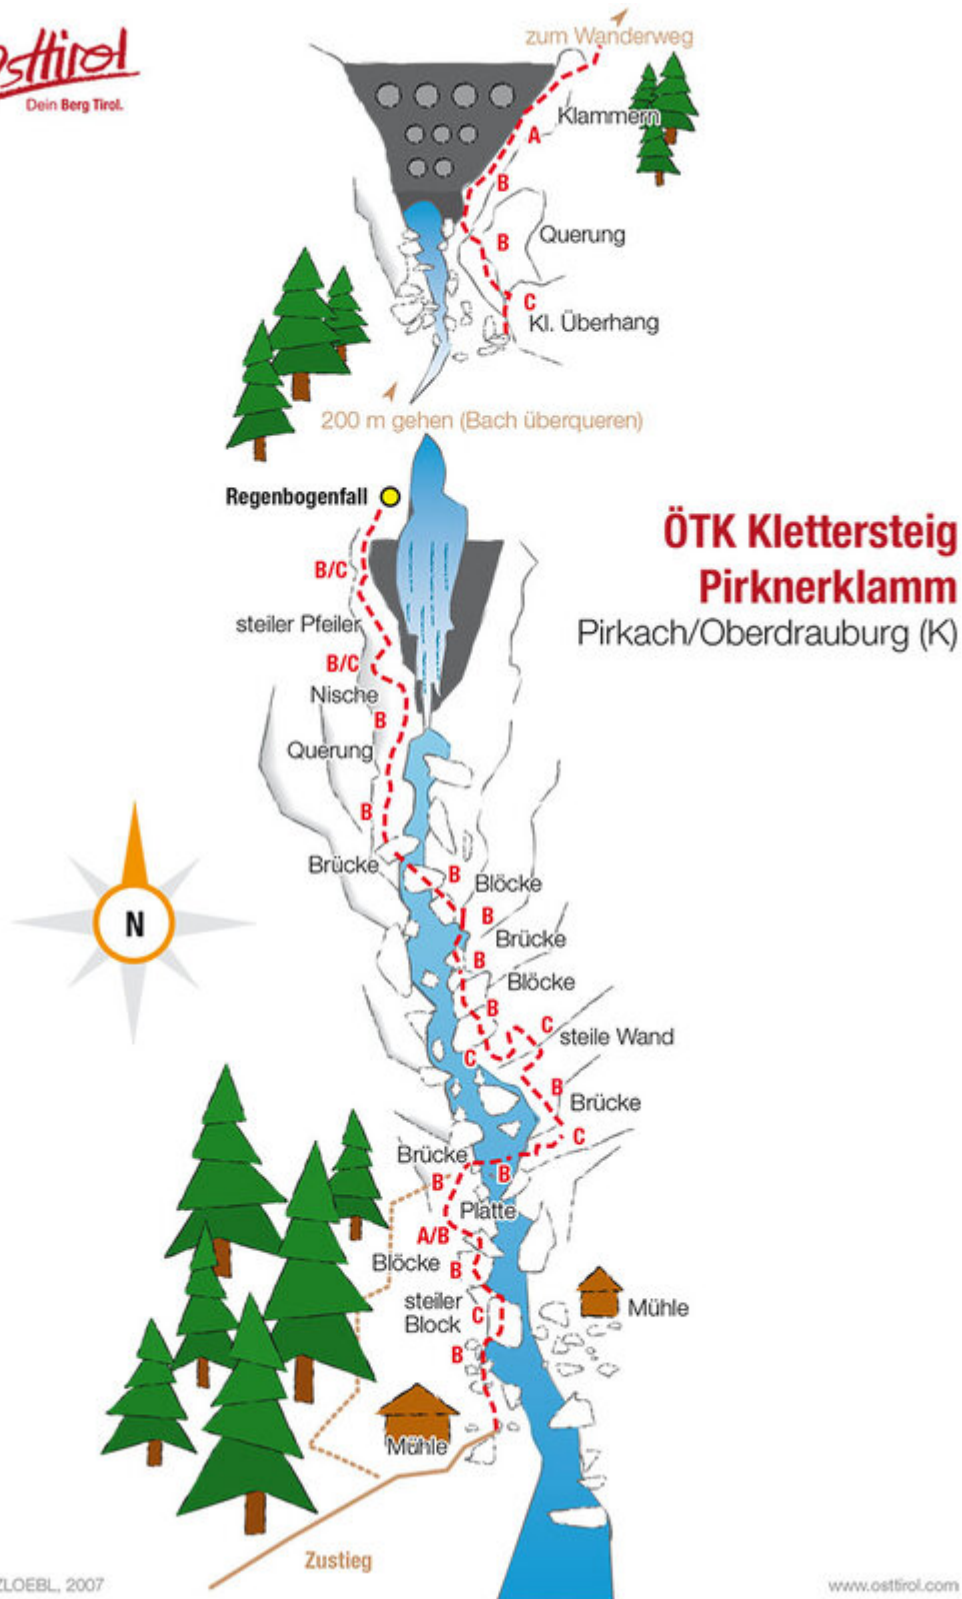 Osttirol
Dein Berg Tirol.
zum Wanderweg
Klammern
A
B
B
Querung
C
Kl. Überhang
200 m gehen (Bach überqueren)
Regenbogenfall
ÖTK Klettersteig
Pirknerklamm
Pirkach/Oberdrauburg (K)
B/C
steiler Pfeiler
B/C
Nische
B
Querung
B
Brücke
B
Blöcke
B
Brücke
B
Blöcke
B
C
steile Wand
C
B
Brücke
C
Brücke
B
B
Platte
A/B
Blöcke
B
steiler
Block
C
B
Mühle
Mühle
N
Zustieg
ZLOEBL, 2007
www.osttirol.com